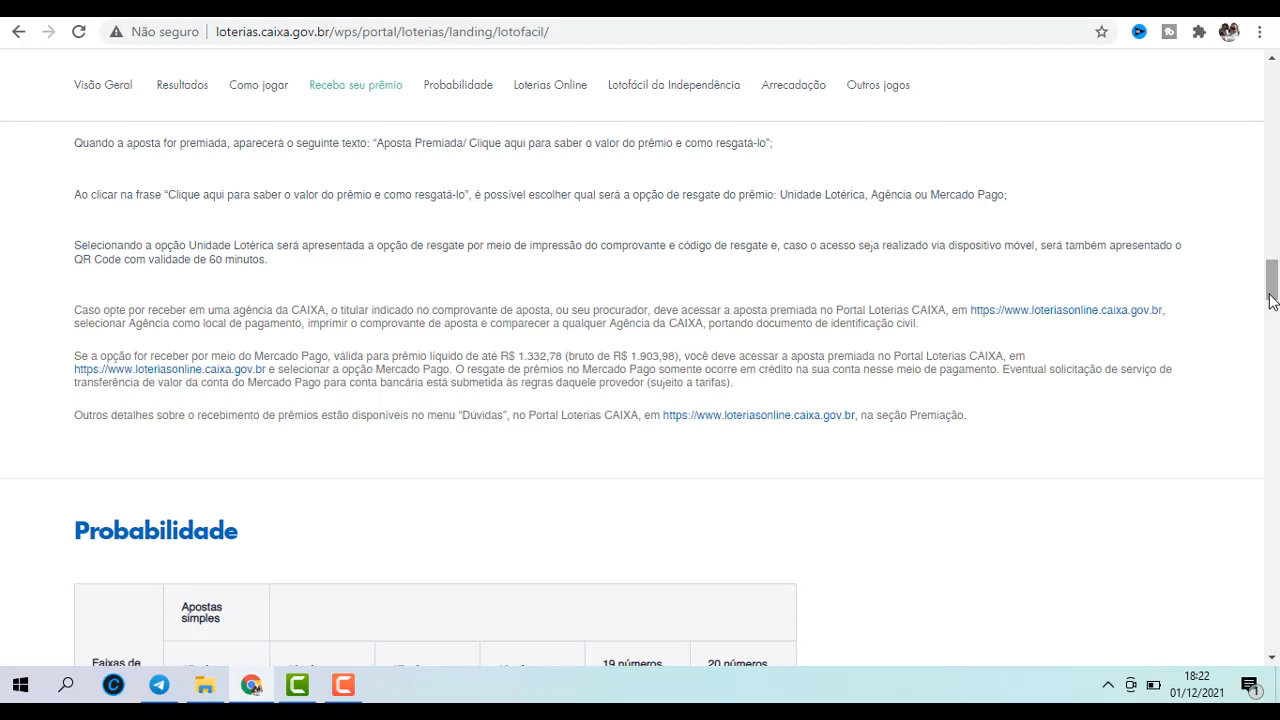 Não seguro
loterias.caixa.gov.br/wps/portal/loterias/landing/lotofacil/
Visão Geral Resultados Como jogar Receba seu prêmio Probabilidade Loterias Online Lotofácil da Independência Arrecadação Outros jogos
Quando a aposta for premiada, aparecerá o seguinte texto: “Aposta Premiada/ Clique aqui para saber o valor do prêmio e como resgatá-lo”;
Ao clicar na frase “Clique aqui para saber o valor do prêmio e como resgatá-lo”, é possível escolher qual será a opção de resgate do prêmio: Unidade Lotérica, Agência ou Mercado Pago;
Selecionando a opção Unidade Lotérica será apresentada a opção de resgate por meio de impressão do comprovante e código de resgate e, caso o acesso seja realizado via dispositivo móvel, será também apresentado o
QR Code com validade de 60 minutos.
Caso opte por receber em uma agência da CAIXA, o titular indicado no comprovante de aposta, ou seu procurador, deve acessar a aposta premiada no Portal Loterias CAIXA, em https://www.loteriasonline.caixa.gov.br,
selecionar Agência como local de pagamento, imprimir o comprovante de aposta e comparecer a qualquer Agência da CAIXA, portando documento de identificação civil.
Se a opção for receber por meio do Mercado Pago, válida para prêmio líquido de até R$ 1.332,78 (bruto de R$ 1.903,98), você deve acessar a aposta premiada no Portal Loterias CAIXA, em
https://www.loteriasonline.caixa.gov.br e selecionar a opção Mercado Pago. O resgate de prêmios no Mercado Pago somente ocorre em crédito na sua conta nesse meio de pagamento. Eventual solicitação de serviço de
transferência de valor da conta do Mercado Pago para conta bancária está submetida às regras daquele provedor (sujeito a tarifas).
Outros detalhes sobre o recebimento de prêmios estão disponíveis no menu “Dúvidas”, no Portal Loterias CAIXA, em https://www.loteriasonline.caixa.gov.br, na seção Premiação.
Probabilidade
Apostas
simples
Faixas de
19 números 20 números
18:22
01/12/2021
1